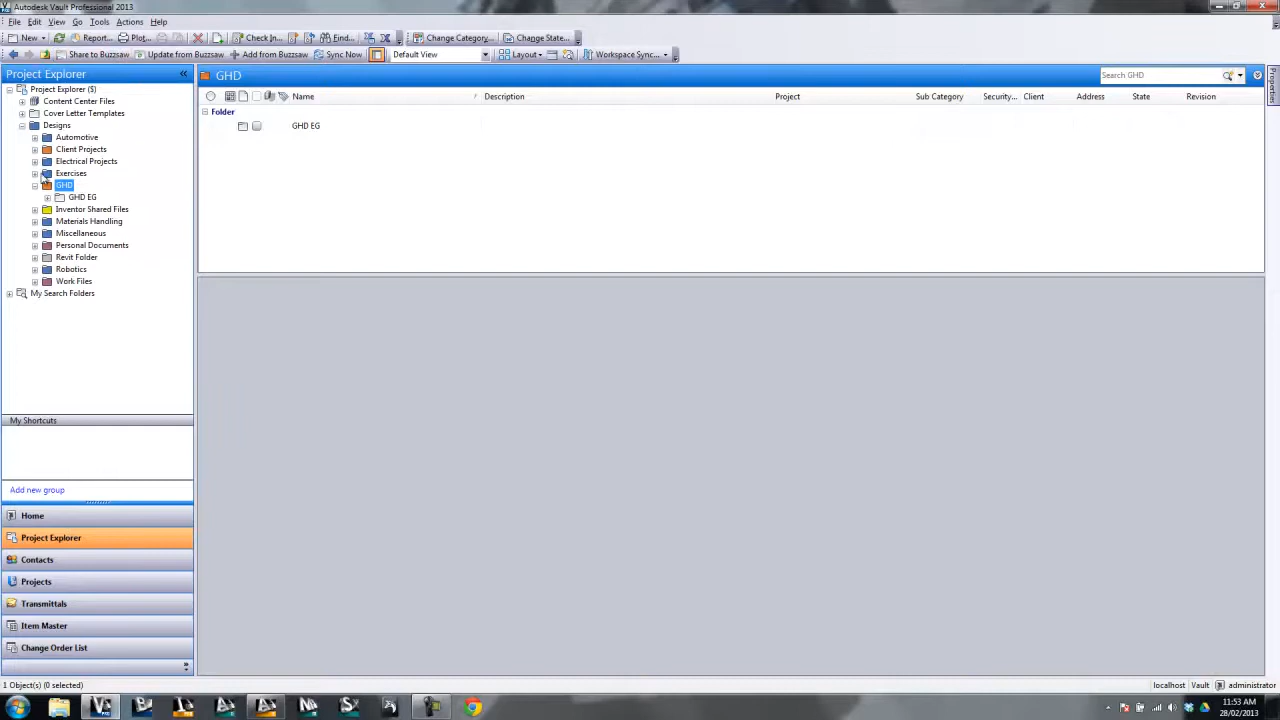 Autodesk Vault Professional 2013
File Edit View Go Tools Actions Help
New Report... Plot... Check In... Find... Change Category... Change State...
Share to Buzzsaw Update from Buzzsaw Add from Buzzsaw Sync Now Default View Layout Workspace Sync...
Project Explorer
GHD
Search GHD
Properties
Project Explorer ($)
Content Center Files
Cover Letter Templates
Designs
Automotive
Client Projects
Electrical Projects
Exercises
GHD
GHD EG
Inventor Shared Files
Materials Handling
Miscellaneous
Personal Documents
Revit Folder
Robotics
Work Files
My Search Folders
Name Description Project Sub Category Security... Client Address State Revision
Folder
GHD EG
My Shortcuts
Add new group
Home
Project Explorer
Contacts
Projects
Transmittals
Item Master
Change Order List
1 Object(s) (0 selected)
localhost Vault administrator
11:53 AM
28/02/2013